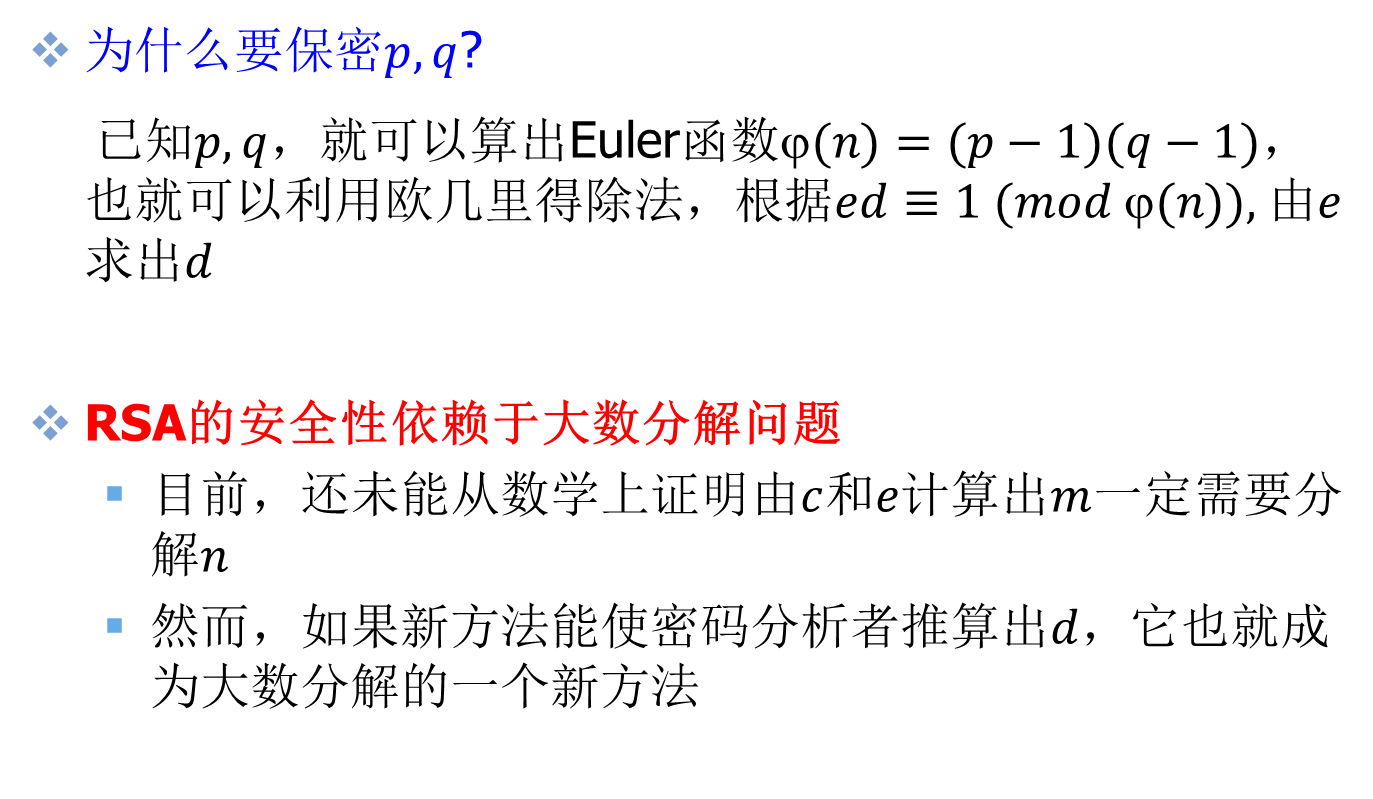 ❖ 为什么要保密𝑝, 𝑞?
已知𝑝, 𝑞，就可以算出Euler函数φ(𝑛) = (𝑝 − 1)(𝑞 − 1)，
也就可以利用欧几里得除法，根据𝑒𝑑 ≡ 1 (𝑚𝑜𝑑 φ(𝑛)), 由𝑒
求出𝑑
❖ RSA的安全性依赖于大数分解问题
▪ 目前，还未能从数学上证明由𝑐和𝑒计算出𝑚一定需要分
解𝑛
▪ 然而，如果新方法能使密码分析者推算出𝑑，它也就成
为大数分解的一个新方法